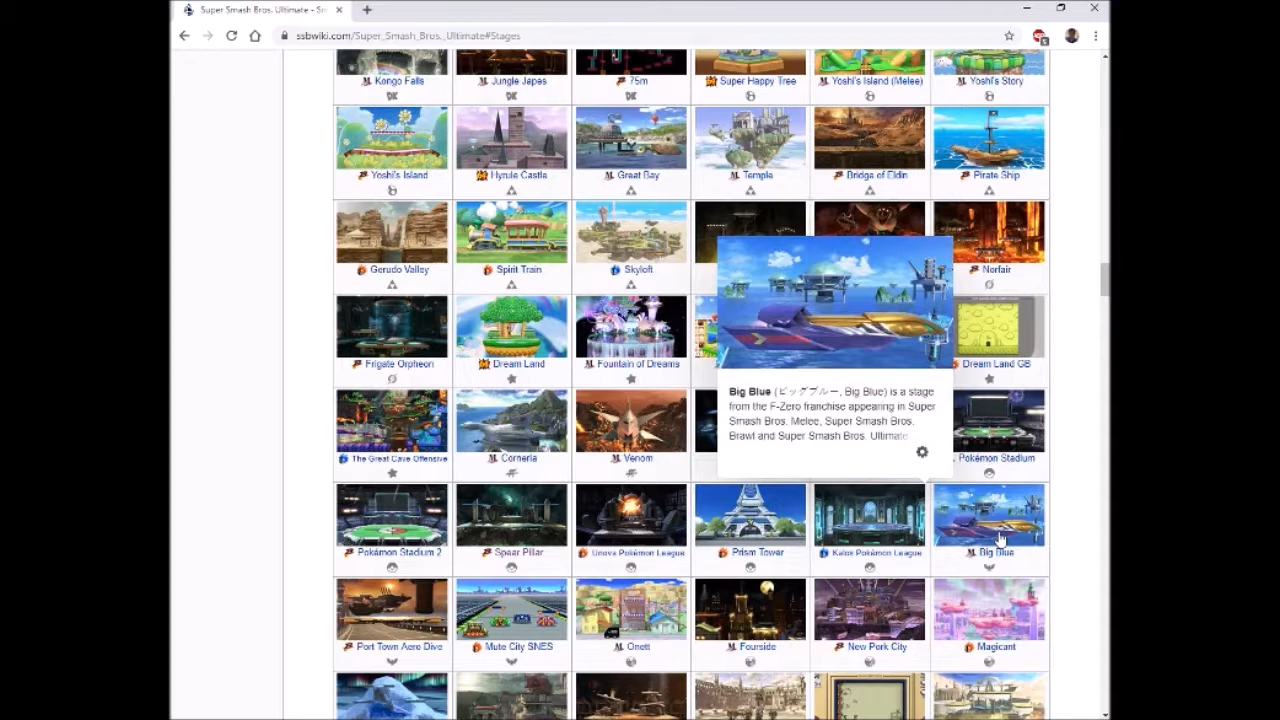 Super Smash Bros. Ultimate - Sm
ssbwiki.com/Super_Smash_Bros._Ultimate#Stages
Kongo Falls
Jungle Japes
75m
Super Happy Tree
Yoshi's Island (Melee)
Yoshi's Story
Yoshi's Island
Hyrule Castle
Great Bay
Temple
Bridge of Eldin
Pirate Ship
Gerudo Valley
Spirit Train
Skyloft
Norfair
Frigate Orpheon
Dream Land
Fountain of Dreams
Dream Land GB
Big Blue (ビッグブルー, Big Blue) is a stage
from the F-Zero franchise appearing in Super
Smash Bros. Melee, Super Smash Bros.
Brawl and Super Smash Bros. Ultimate
The Great Cave Offensive
Corneria
Venom
Pokémon Stadium
Pokémon Stadium 2
Spear Pillar
Unova Pokémon League
Prism Tower
Kalos Pokémon League
Big Blue
Port Town Aero Dive
Mute City SNES
Onett
Fourside
New Pork City
Magicant